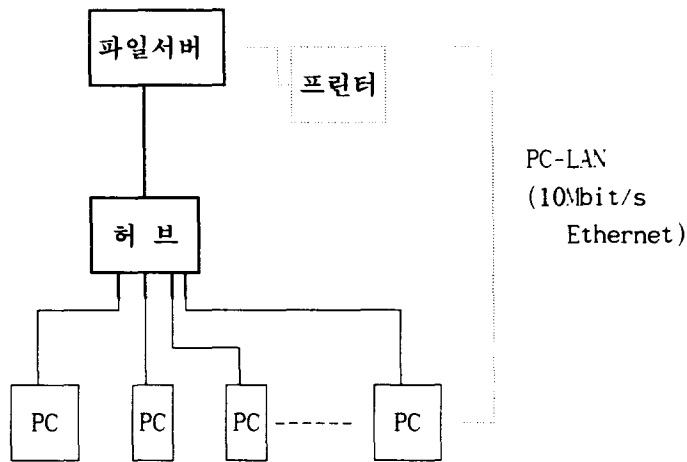 파일서버
프린터
PC-LAN
(10Mbit/s
Ethernet)
허 브
PC
PC
PC
PC